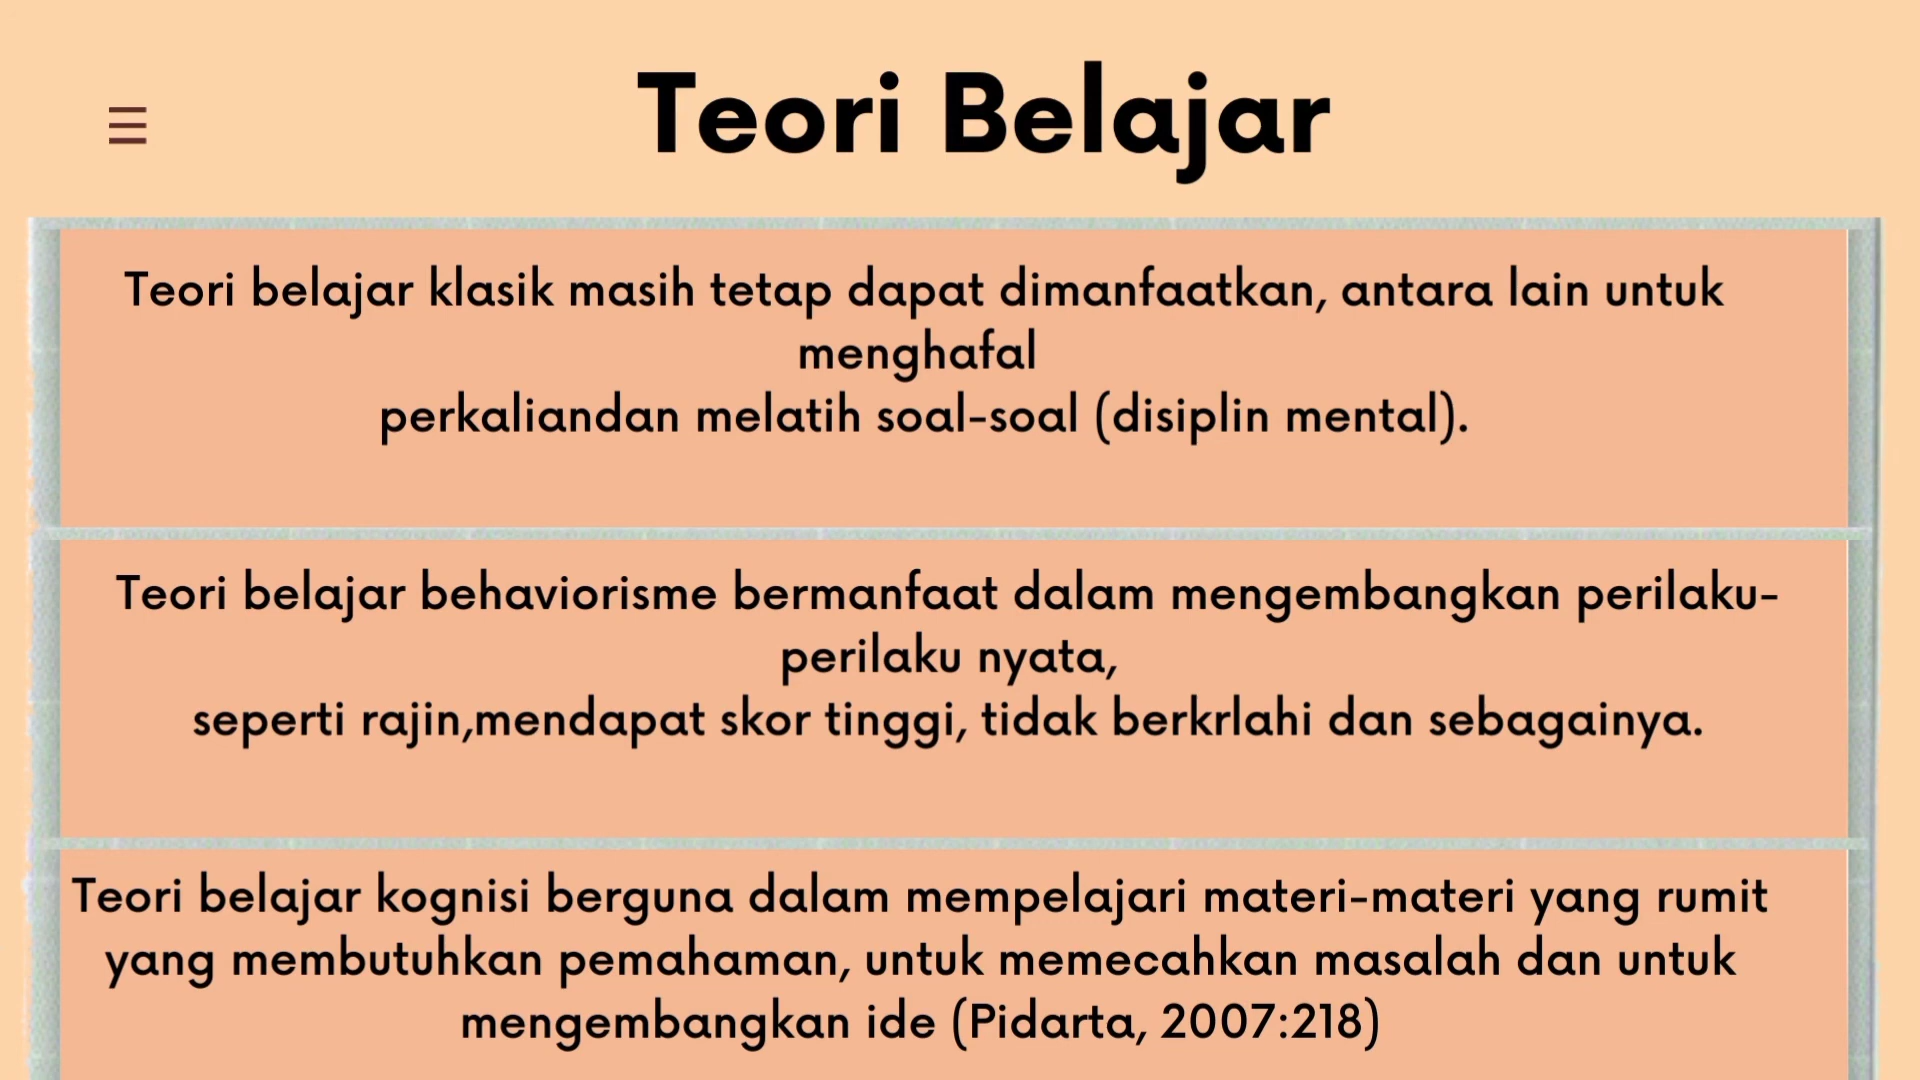 Teori Belajar
Teori belajar klasik masih tetap dapat dimanfaatkan, antara lain untuk
menghafal
perkaliandan melatih soal-soal (disiplin mental).
Teori belajar behaviorisme bermanfaat dalam mengembangkan perilaku-
perilaku nyata,
seperti rajin,mendapat skor tinggi, tidak berkrlahi dan sebagainya.
Teori belajar kognisi berguna dalam mempelajari materi-materi yang rumit
yang membutuhkan pemahaman, untuk memecahkan masalah dan untuk
mengembangkan ide (Pidarta, 2007:218)